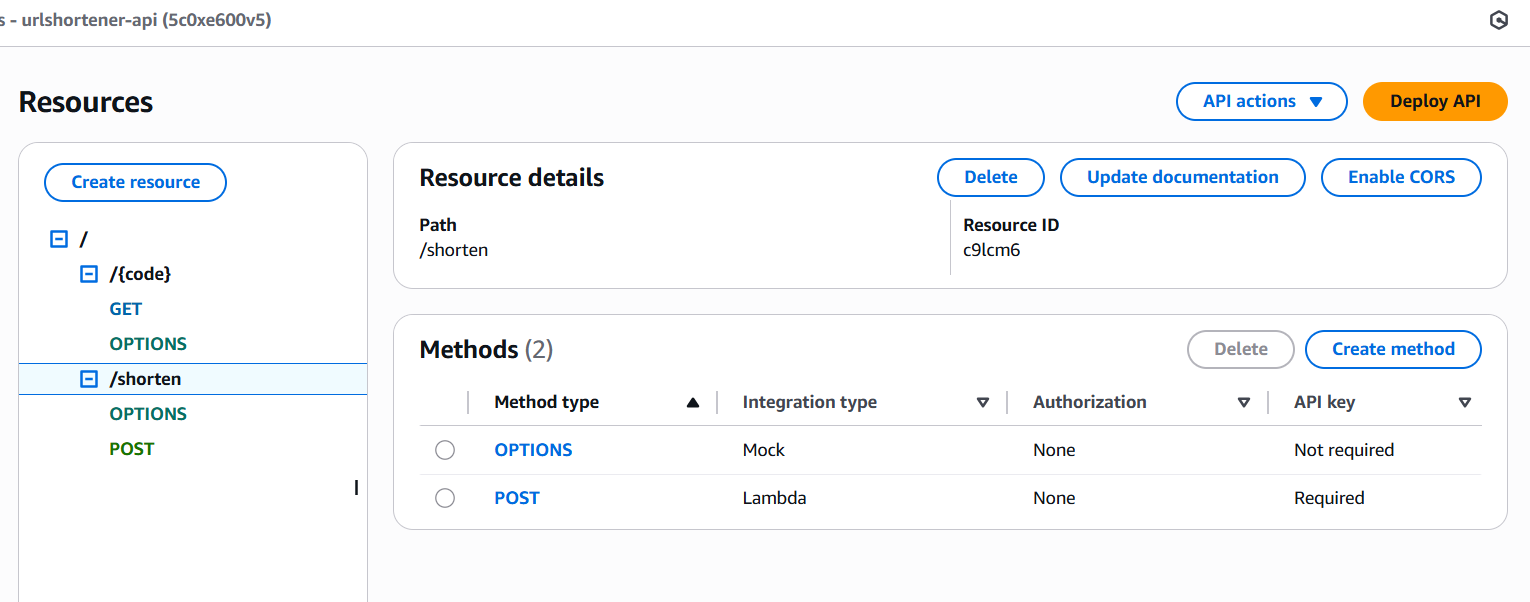 s - urlshortener-api (5c0xe600v5)
Resources
API actions
Deploy API
Create resource
/
/{code}
GET
OPTIONS
/shorten
OPTIONS
POST
Resource details
Delete
Update documentation
Enable CORS
Path
/shorten
Resource ID
c9lcm6
Methods (2)
Delete
Create method
Method type Integration type Authorization API key
OPTIONS Mock None Not required
POST Lambda None Required